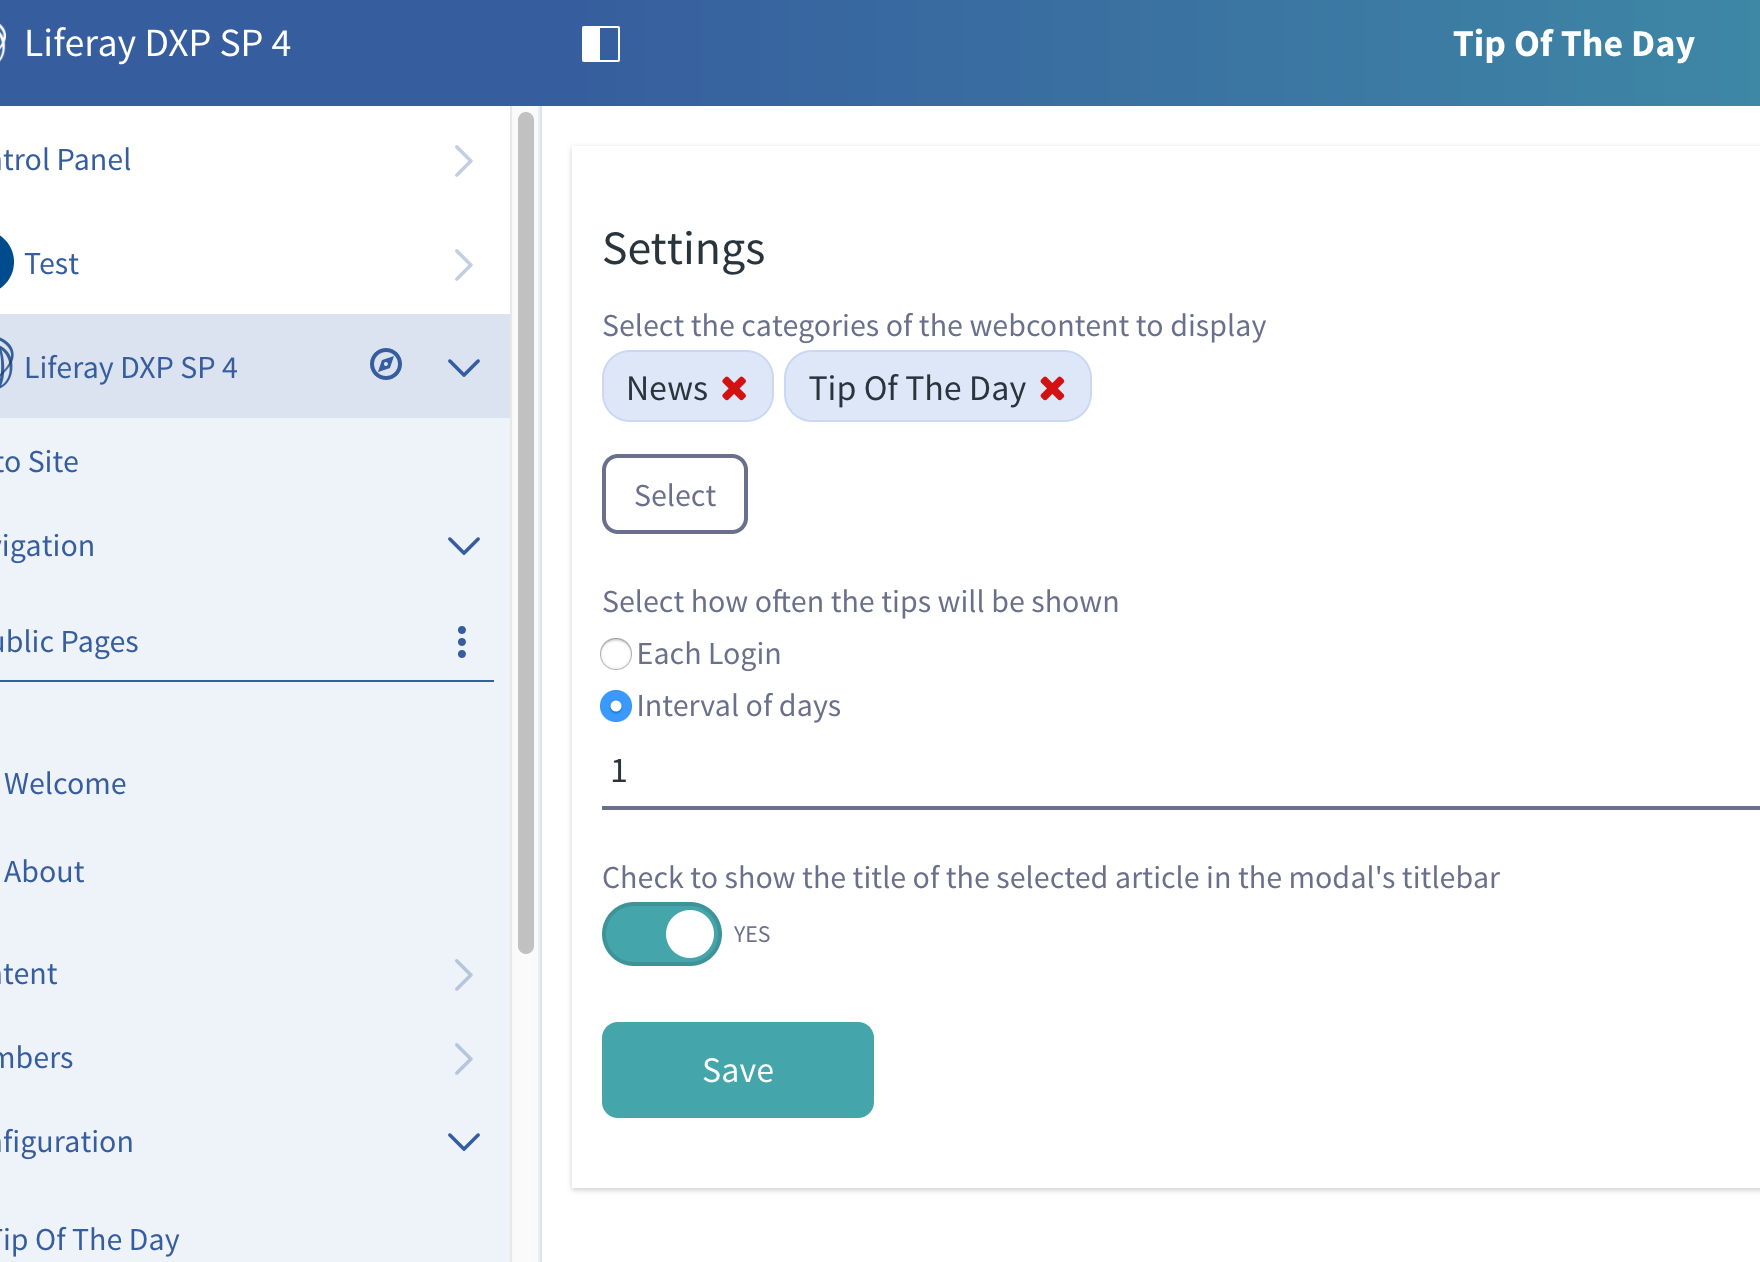 Liferay DXP SP 4
Tip Of The Day
trol Panel
Test
Liferay DXP SP 4
to Site
igation
blic Pages
Welcome
About
tent
mbers
figuration
Tip Of The Day
Settings
Select the categories of the webcontent to display
News
Tip Of The Day
Select
Select how often the tips will be shown
Each Login
Interval of days
1
Check to show the title of the selected article in the modal's titlebar
YES
Save